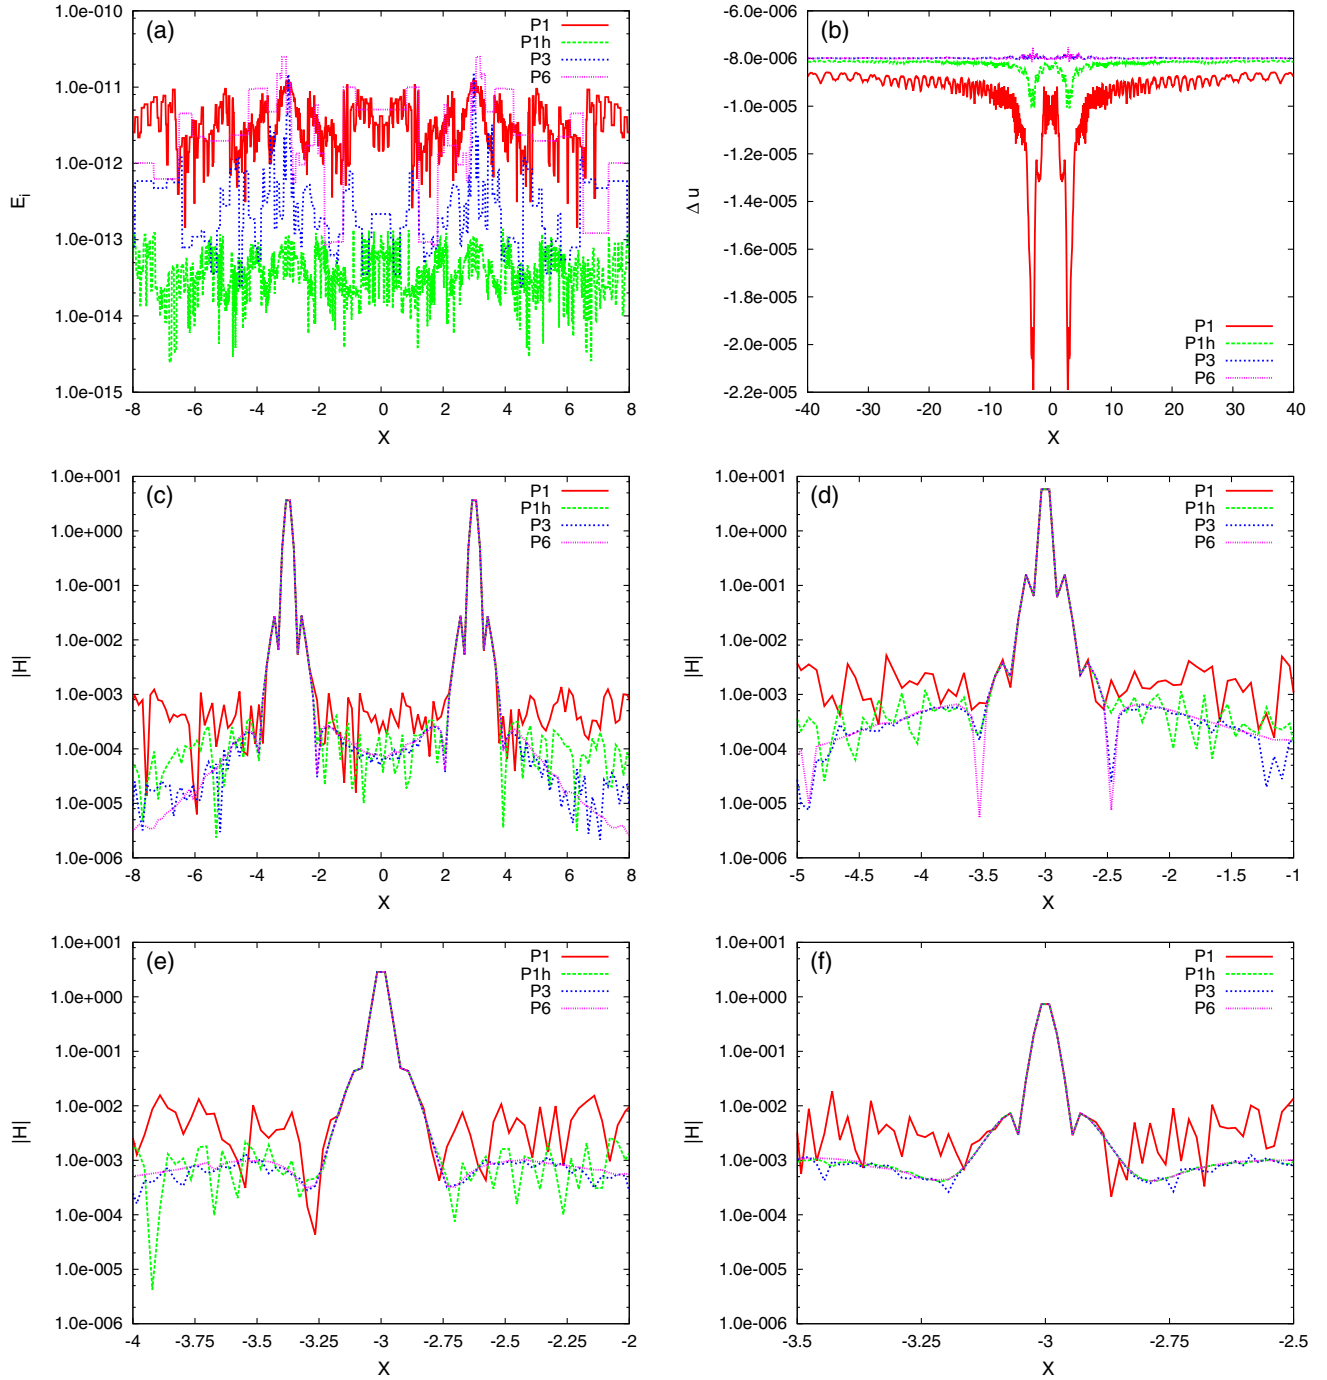 (a)
P1
P1h
P3
P6
1.0e-010
1.0e-011
1.0e-012
1.0e-013
1.0e-014
1.0e-015
E_i
-8 -6 -4 -2 0 2 4 6 8
X
(b)
-6.0e-006
-8.0e-006
-1.0e-005
-1.2e-005
-1.4e-005
-1.6e-005
-1.8e-005
-2.0e-005
-2.2e-005
Δ u
P1
P1h
P3
P6
-40 -30 -20 -10 0 10 20 30 40
X
(c)
P1
P1h
P3
P6
1.0e+001
1.0e+000
1.0e-001
1.0e-002
1.0e-003
1.0e-004
1.0e-005
1.0e-006
|H|
-8 -6 -4 -2 0 2 4 6 8
X
(d)
P1
P1h
P3
P6
1.0e+001
1.0e+000
1.0e-001
1.0e-002
1.0e-003
1.0e-004
1.0e-005
1.0e-006
|H|
-5 -4.5 -4 -3.5 -3 -2.5 -2 -1.5 -1
X
(e)
P1
P1h
P3
P6
1.0e+001
1.0e+000
1.0e-001
1.0e-002
1.0e-003
1.0e-004
1.0e-005
1.0e-006
|H|
-4 -3.75 -3.5 -3.25 -3 -2.75 -2.5 -2.25 -2
X
(f)
P1
P1h
P3
P6
1.0e+001
1.0e+000
1.0e-001
1.0e-002
1.0e-003
1.0e-004
1.0e-005
1.0e-006
|H|
-3.5 -3.25 -3 -2.75 -2.5
X